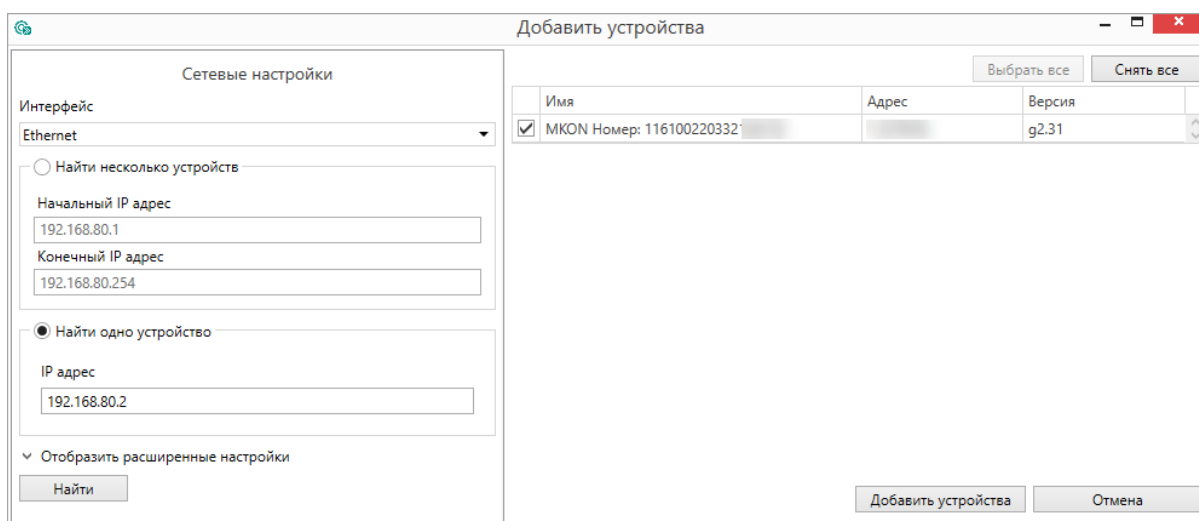 Добавить устройства
Сетевые настройки
Интерфейс
Ethernet
Найти несколько устройств
Начальный IP адрес
192.168.80.1
Конечный IP адрес
192.168.80.254
Найти одно устройство
IP адрес
192.168.80.2
Отобразить расширенные настройки
Найти
Выбрать все Снять все
Имя Адрес Версия
MKON Номер: 116100220332 g2.31
Добавить устройства Отмена